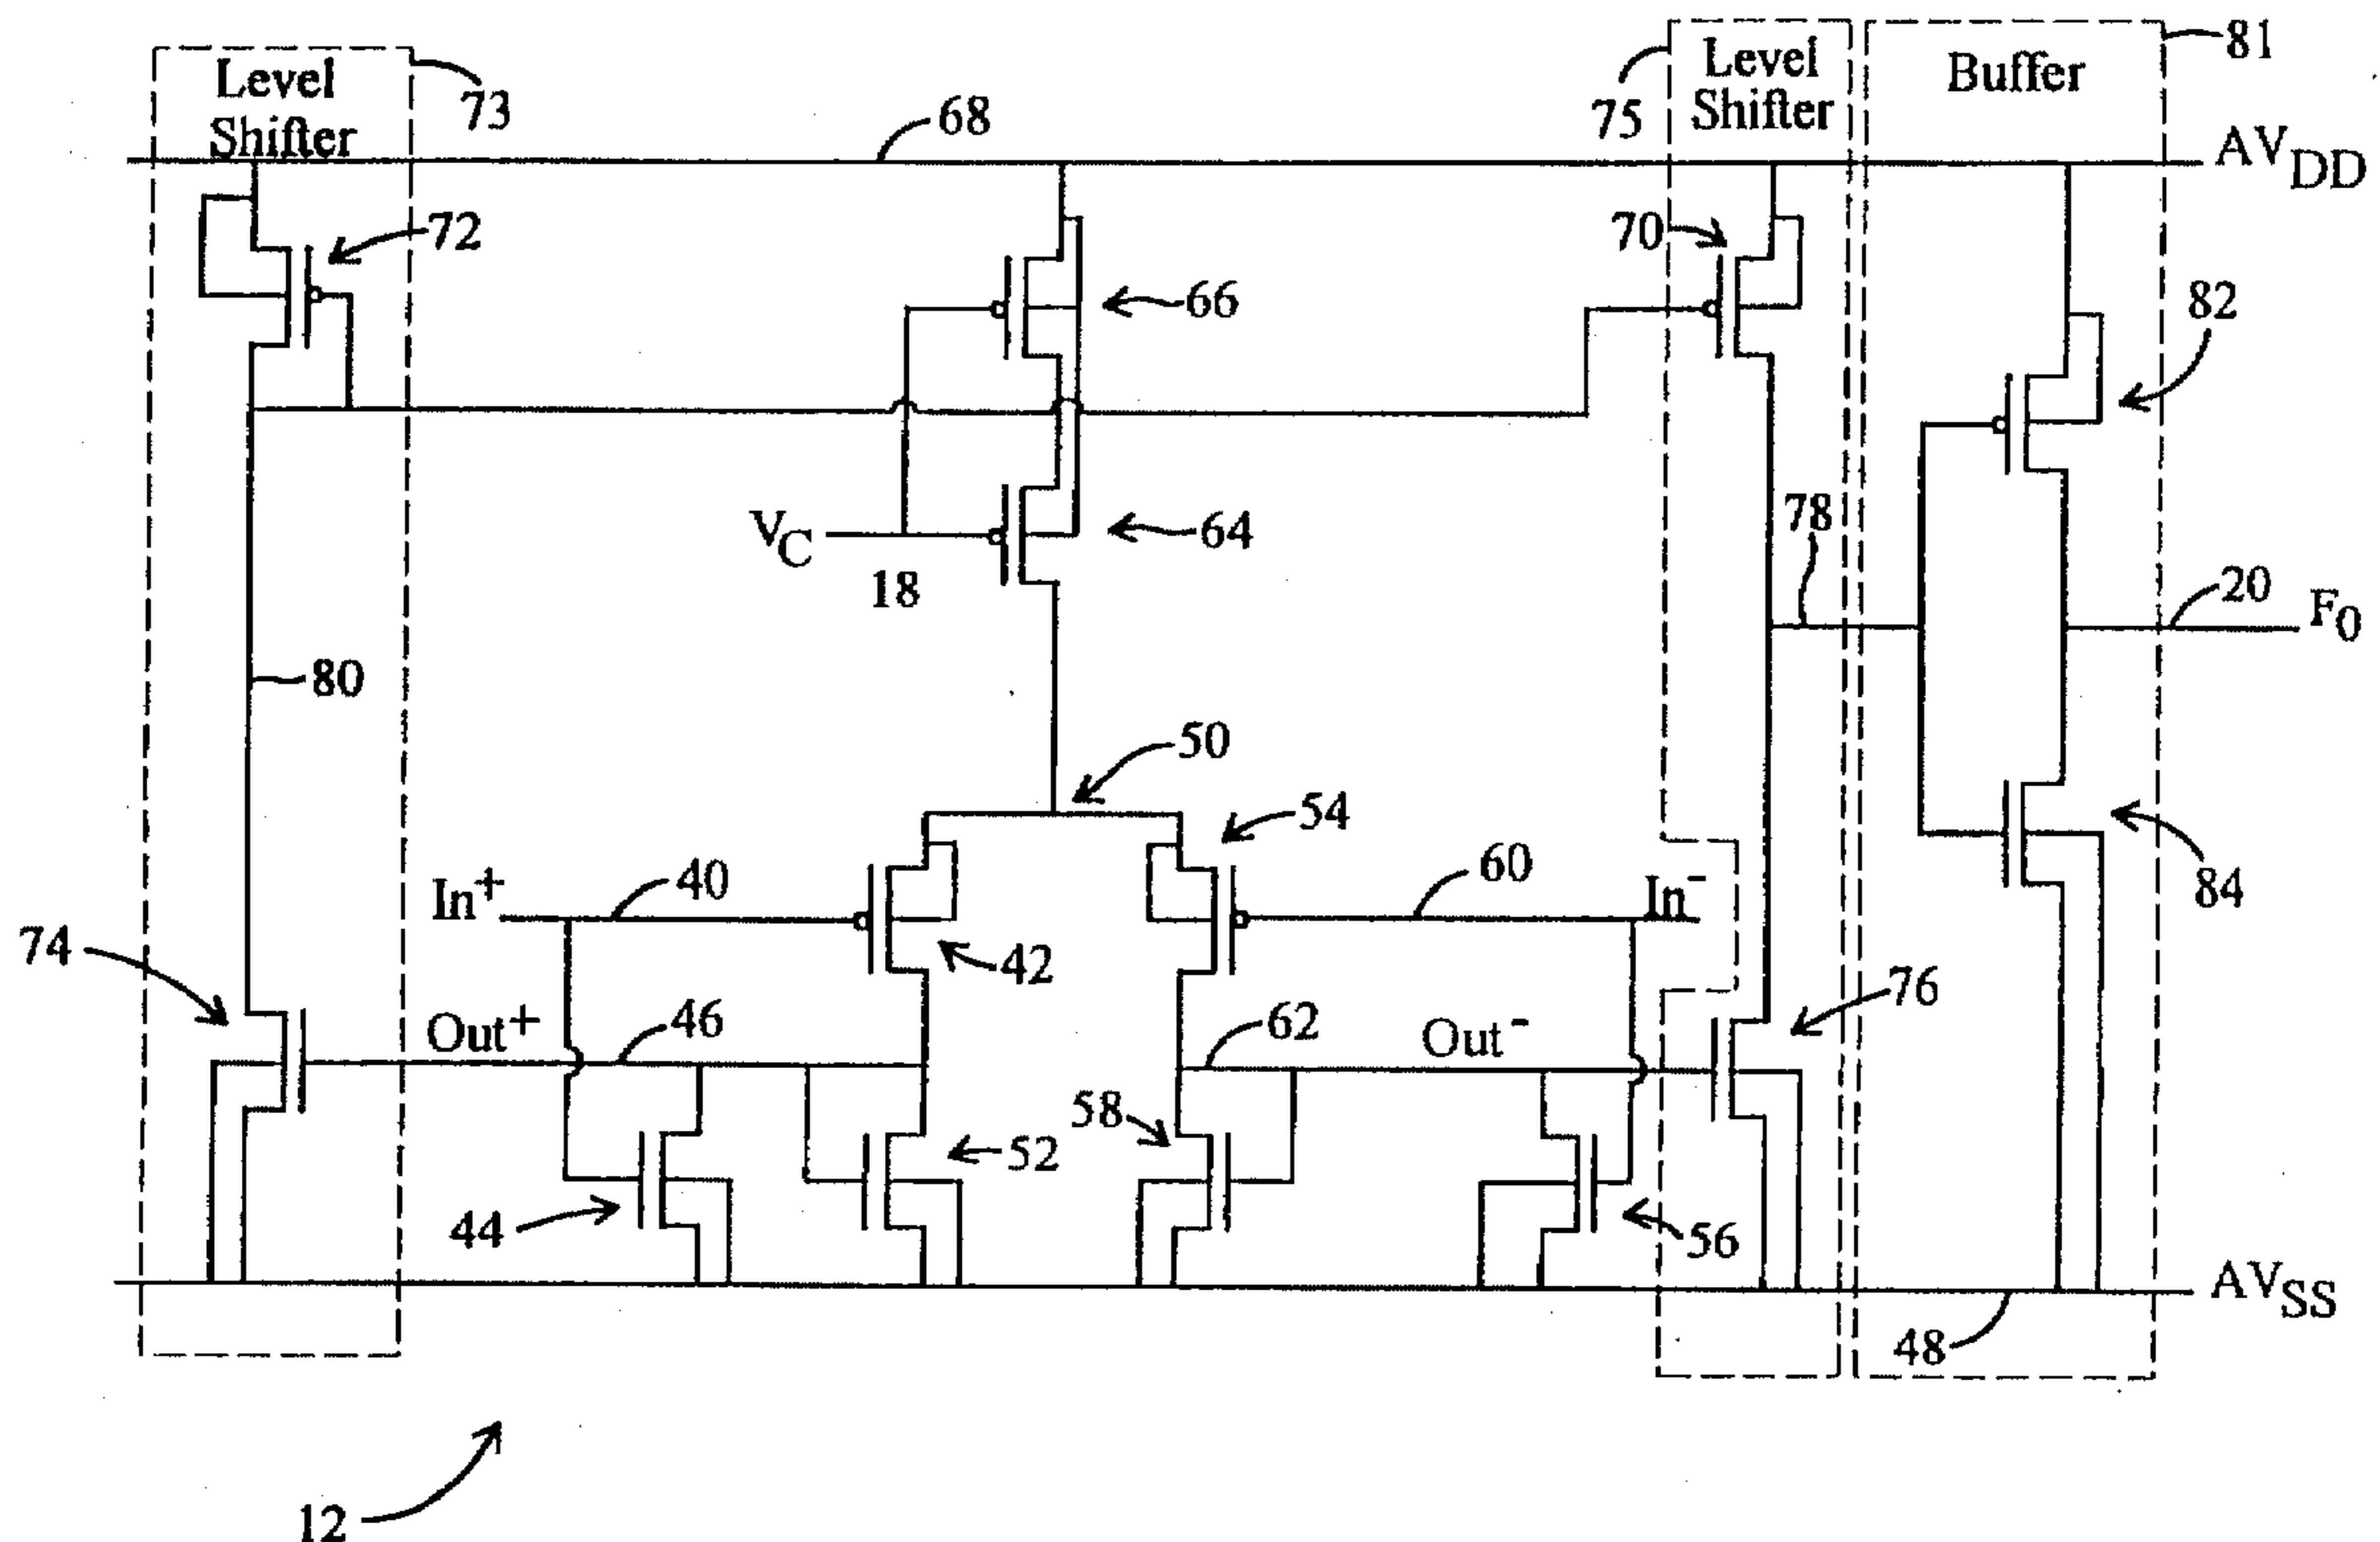 Level
Shifter
73
68
75
Level
Shifter
Buffer
81
AVDD
72
66
70
82
VC
18
64
78
20
F0
80
50
54
In+
40
42
60
In-
84
74
Out+
46
62
Out-
76
44
52
58
56
AVSS
48
12